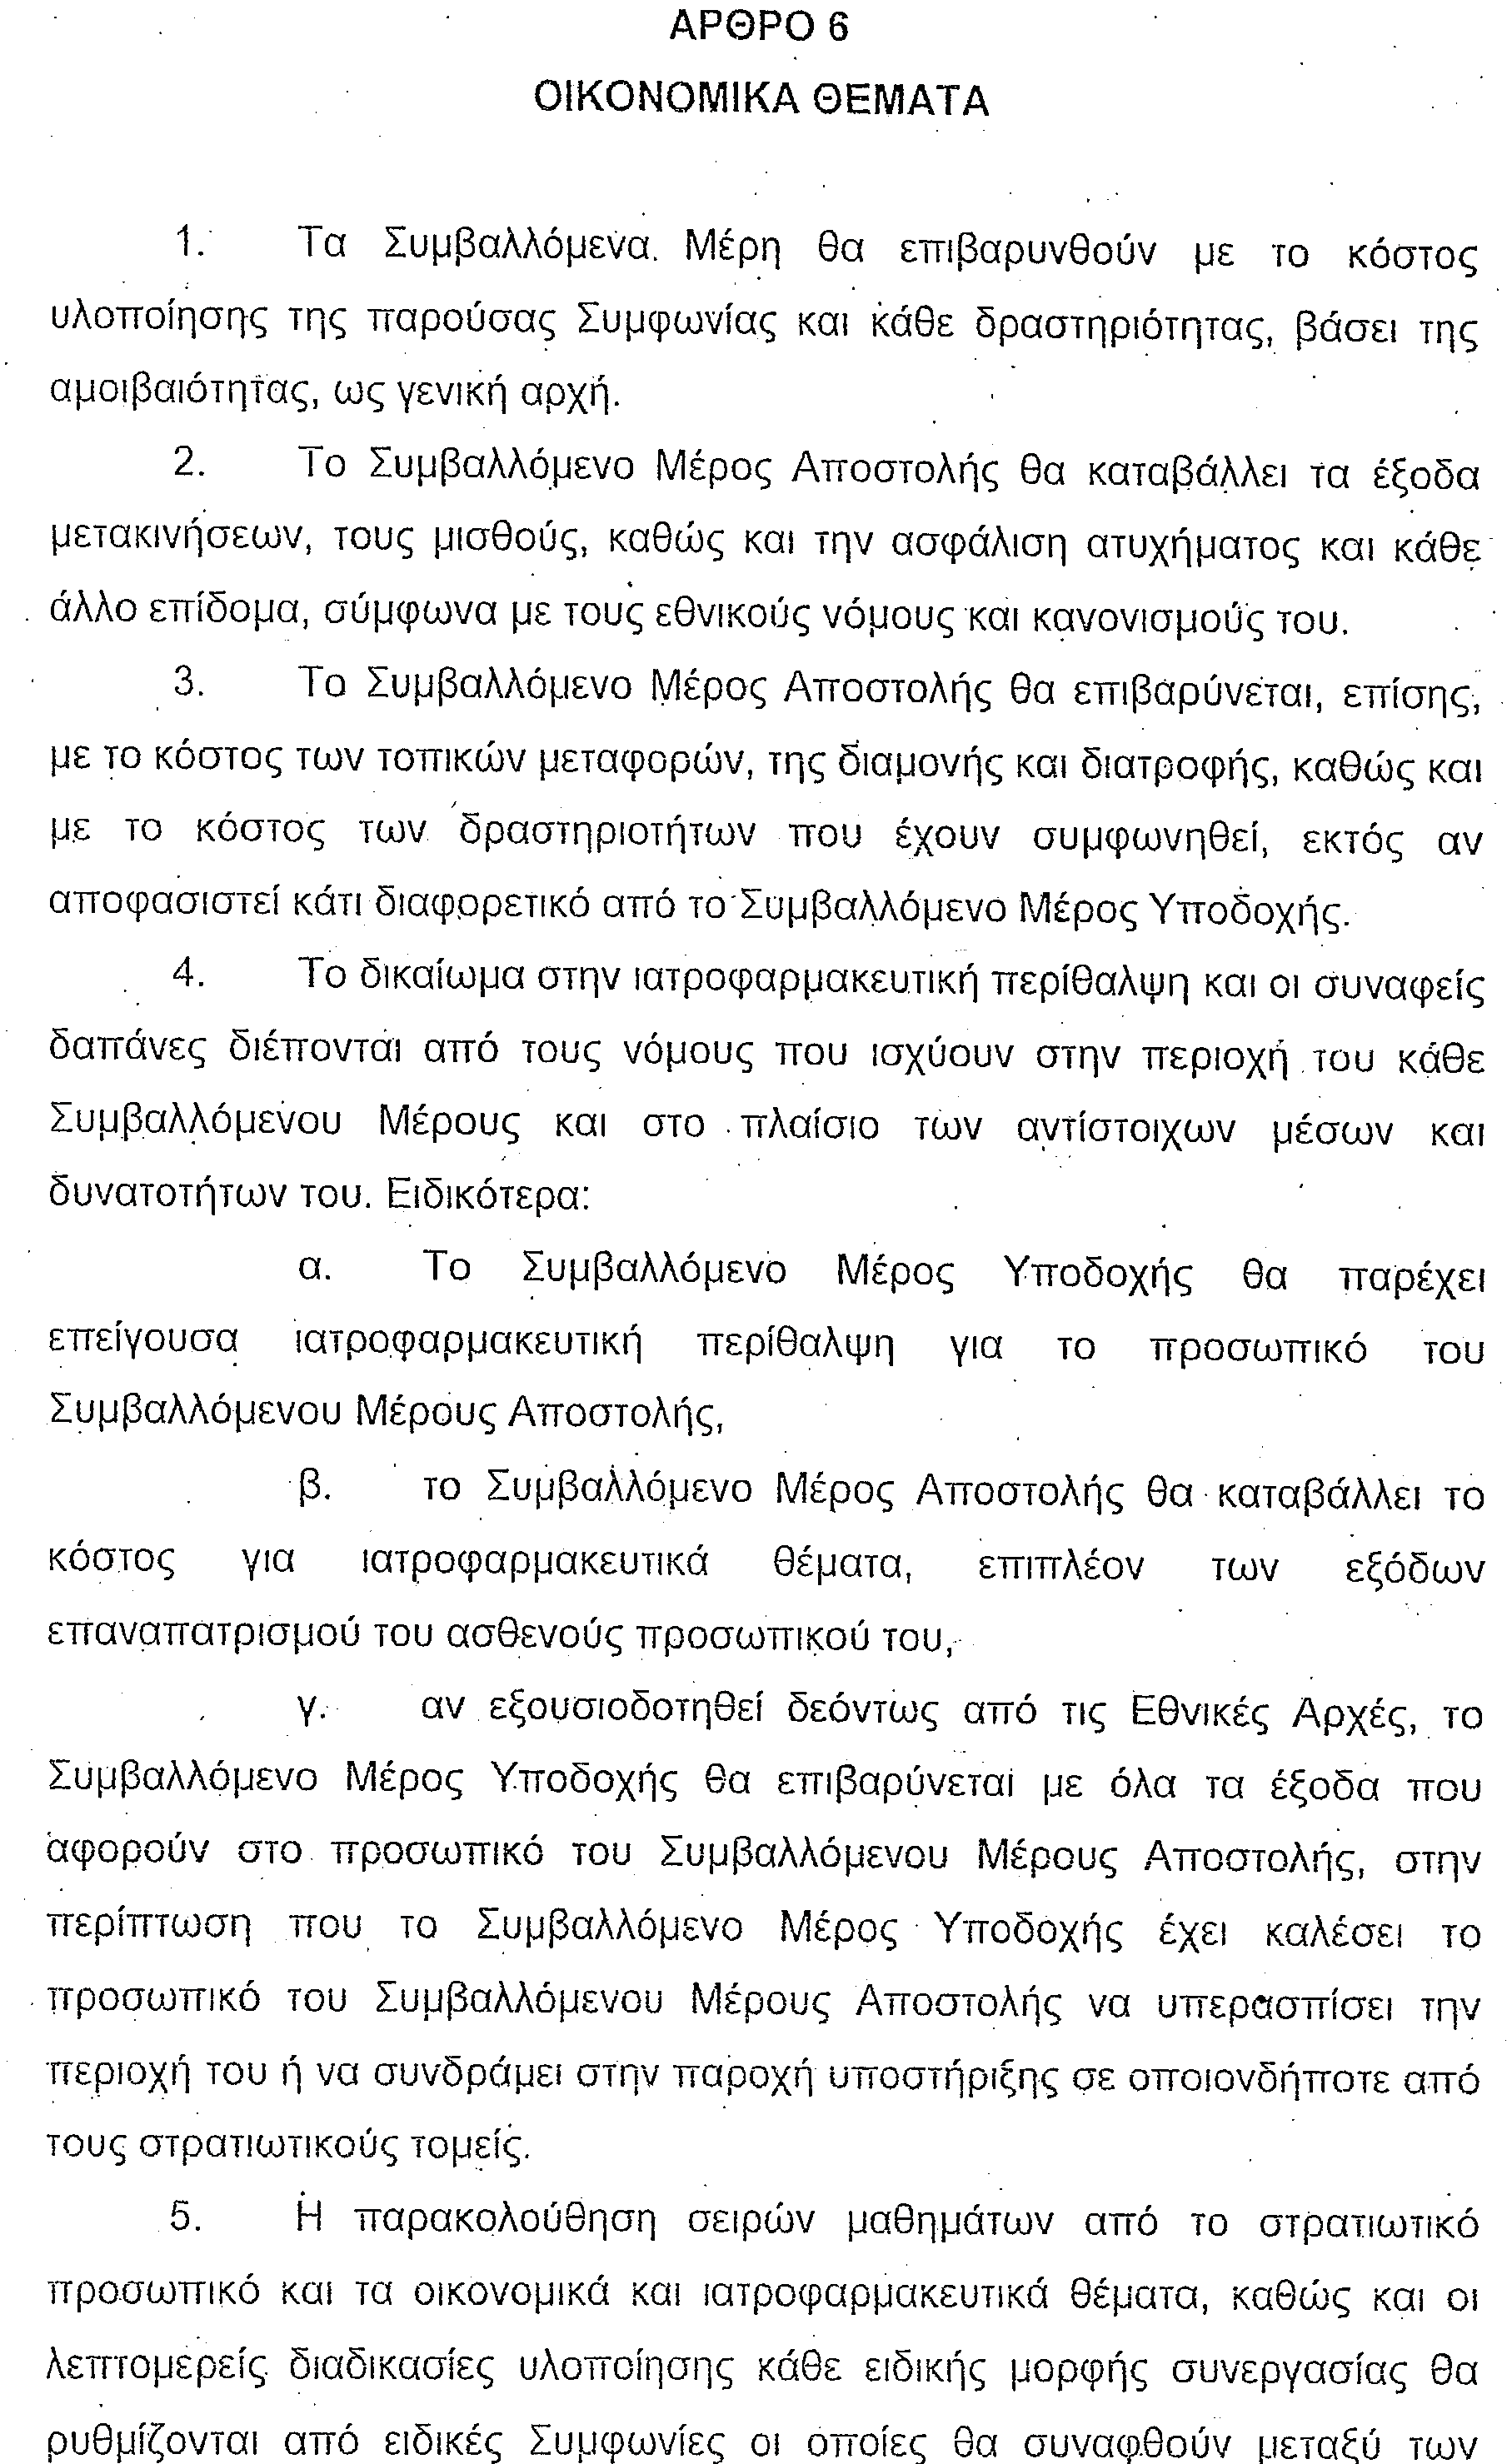 ΑΡΘΡΟ 6
ΟΙΚΟΝΟΜΙΚΑ ΘΕΜΑΤΑ
1. Τα Συμβαλλόμενα Μέρη θα επιβαρυνθούν με το κόστος
υλοποίησης της παρούσας Συμφωνίας και κάθε δραστηριότητας, βάσει της
αμοιβαιότητας, ως γενική αρχή.
2. Το Συμβαλλόμενο Μέρος Αποστολής θα καταβάλλει τα έξοδα
μετακινήσεων, τους μισθούς, καθώς και την ασφάλιση ατυχήματος και κάθε
άλλο επίδομα, σύμφωνα με τους εθνικούς νόμους και κανονισμούς του.
3. Το Συμβαλλόμενο Μέρος Αποστολής θα επιβαρύνεται, επίσης,
με το κόστος των τοπικών μεταφορών, της διαμονής και διατροφής, καθώς και
με το κόστος των δραστηριοτήτων που έχουν συμφωνηθεί, εκτός αν
αποφασιστεί κάτι διαφορετικό από το Συμβαλλόμενο Μέρος Υποδοχής.
4. Το δικαίωμα στην ιατροφαρμακευτική περίθαλψη και οι συναφείς
δαπάνες διέπονται από τους νόμους που ισχύουν στην περιοχή του κάθε
Συμβαλλόμενου Μέρους και στο πλαίσιο των αντίστοιχων μέσων και
δυνατοτήτων του. Ειδικότερα:
α. Το Συμβαλλόμενο Μέρος Υποδοχής θα παρέχει
επείγουσα ιατροφαρμακευτική περίθαλψη για το προσωπικό του
Συμβαλλόμενου Μέρους Αποστολής,
β. το Συμβαλλόμενο Μέρος Αποστολής θα καταβάλλει το
κόστος για ιατροφαρμακευτικά θέματα, επιπλέον των εξόδων
επαναπατρισμού του ασθενούς προσωπικού του,
γ. αν εξουσιοδοτηθεί δεόντως από τις Εθνικές Αρχές, το
Συμβαλλόμενο Μέρος Υποδοχής θα επιβαρύνεται με όλα τα έξοδα που
αφορούν στο προσωπικό του Συμβαλλόμενου Μέρους Αποστολής, στην
περίπτωση που το Συμβαλλόμενο Μέρος Υποδοχής έχει καλέσει το
προσωπικό του Συμβαλλόμενου Μέρους Αποστολής να υπερασπίσει την
περιοχή του ή να συνδράμει στην παροχή υποστήριξης σε οποιονδήποτε από
τους στρατιωτικούς τομείς.
5. Η παρακολούθηση σειρών μαθημάτων από το στρατιωτικό
προσωπικό και τα οικονομικά και ιατροφαρμακευτικά θέματα, καθώς και οι
λεπτομερείς διαδικασίες υλοποίησης κάθε ειδικής μορφής συνεργασίας θα
ρυθμίζονται από ειδικές Συμφωνίες οι οποίες θα συναφθούν μεταξύ των